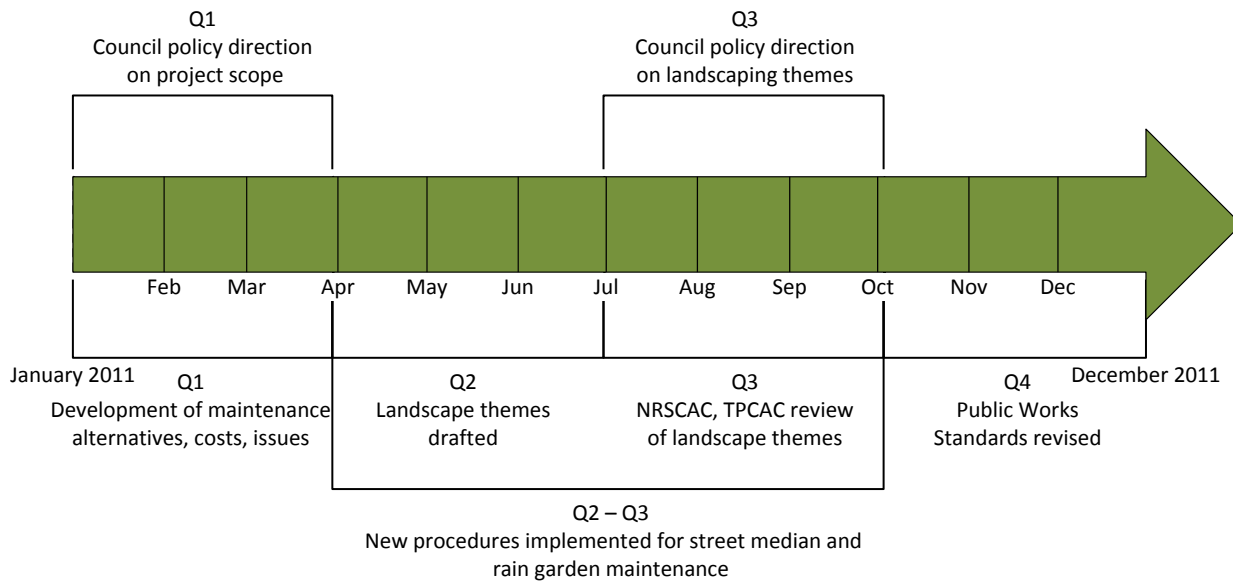 Q1
Council policy direction
on project scope
Q3
Council policy direction
on landscaping themes
Feb
Mar
Apr
May
Jun
Jul
Aug
Sep
Oct
Nov
Dec
January 2011
December 2011
Q1
Development of maintenance
alternatives, costs, issues
Q2
Landscape themes
drafted
Q3
NRSCAC, TPCAC review
of landscape themes
Q4
Public Works
Standards revised
Q2 – Q3
New procedures implemented for street median and
rain garden maintenance